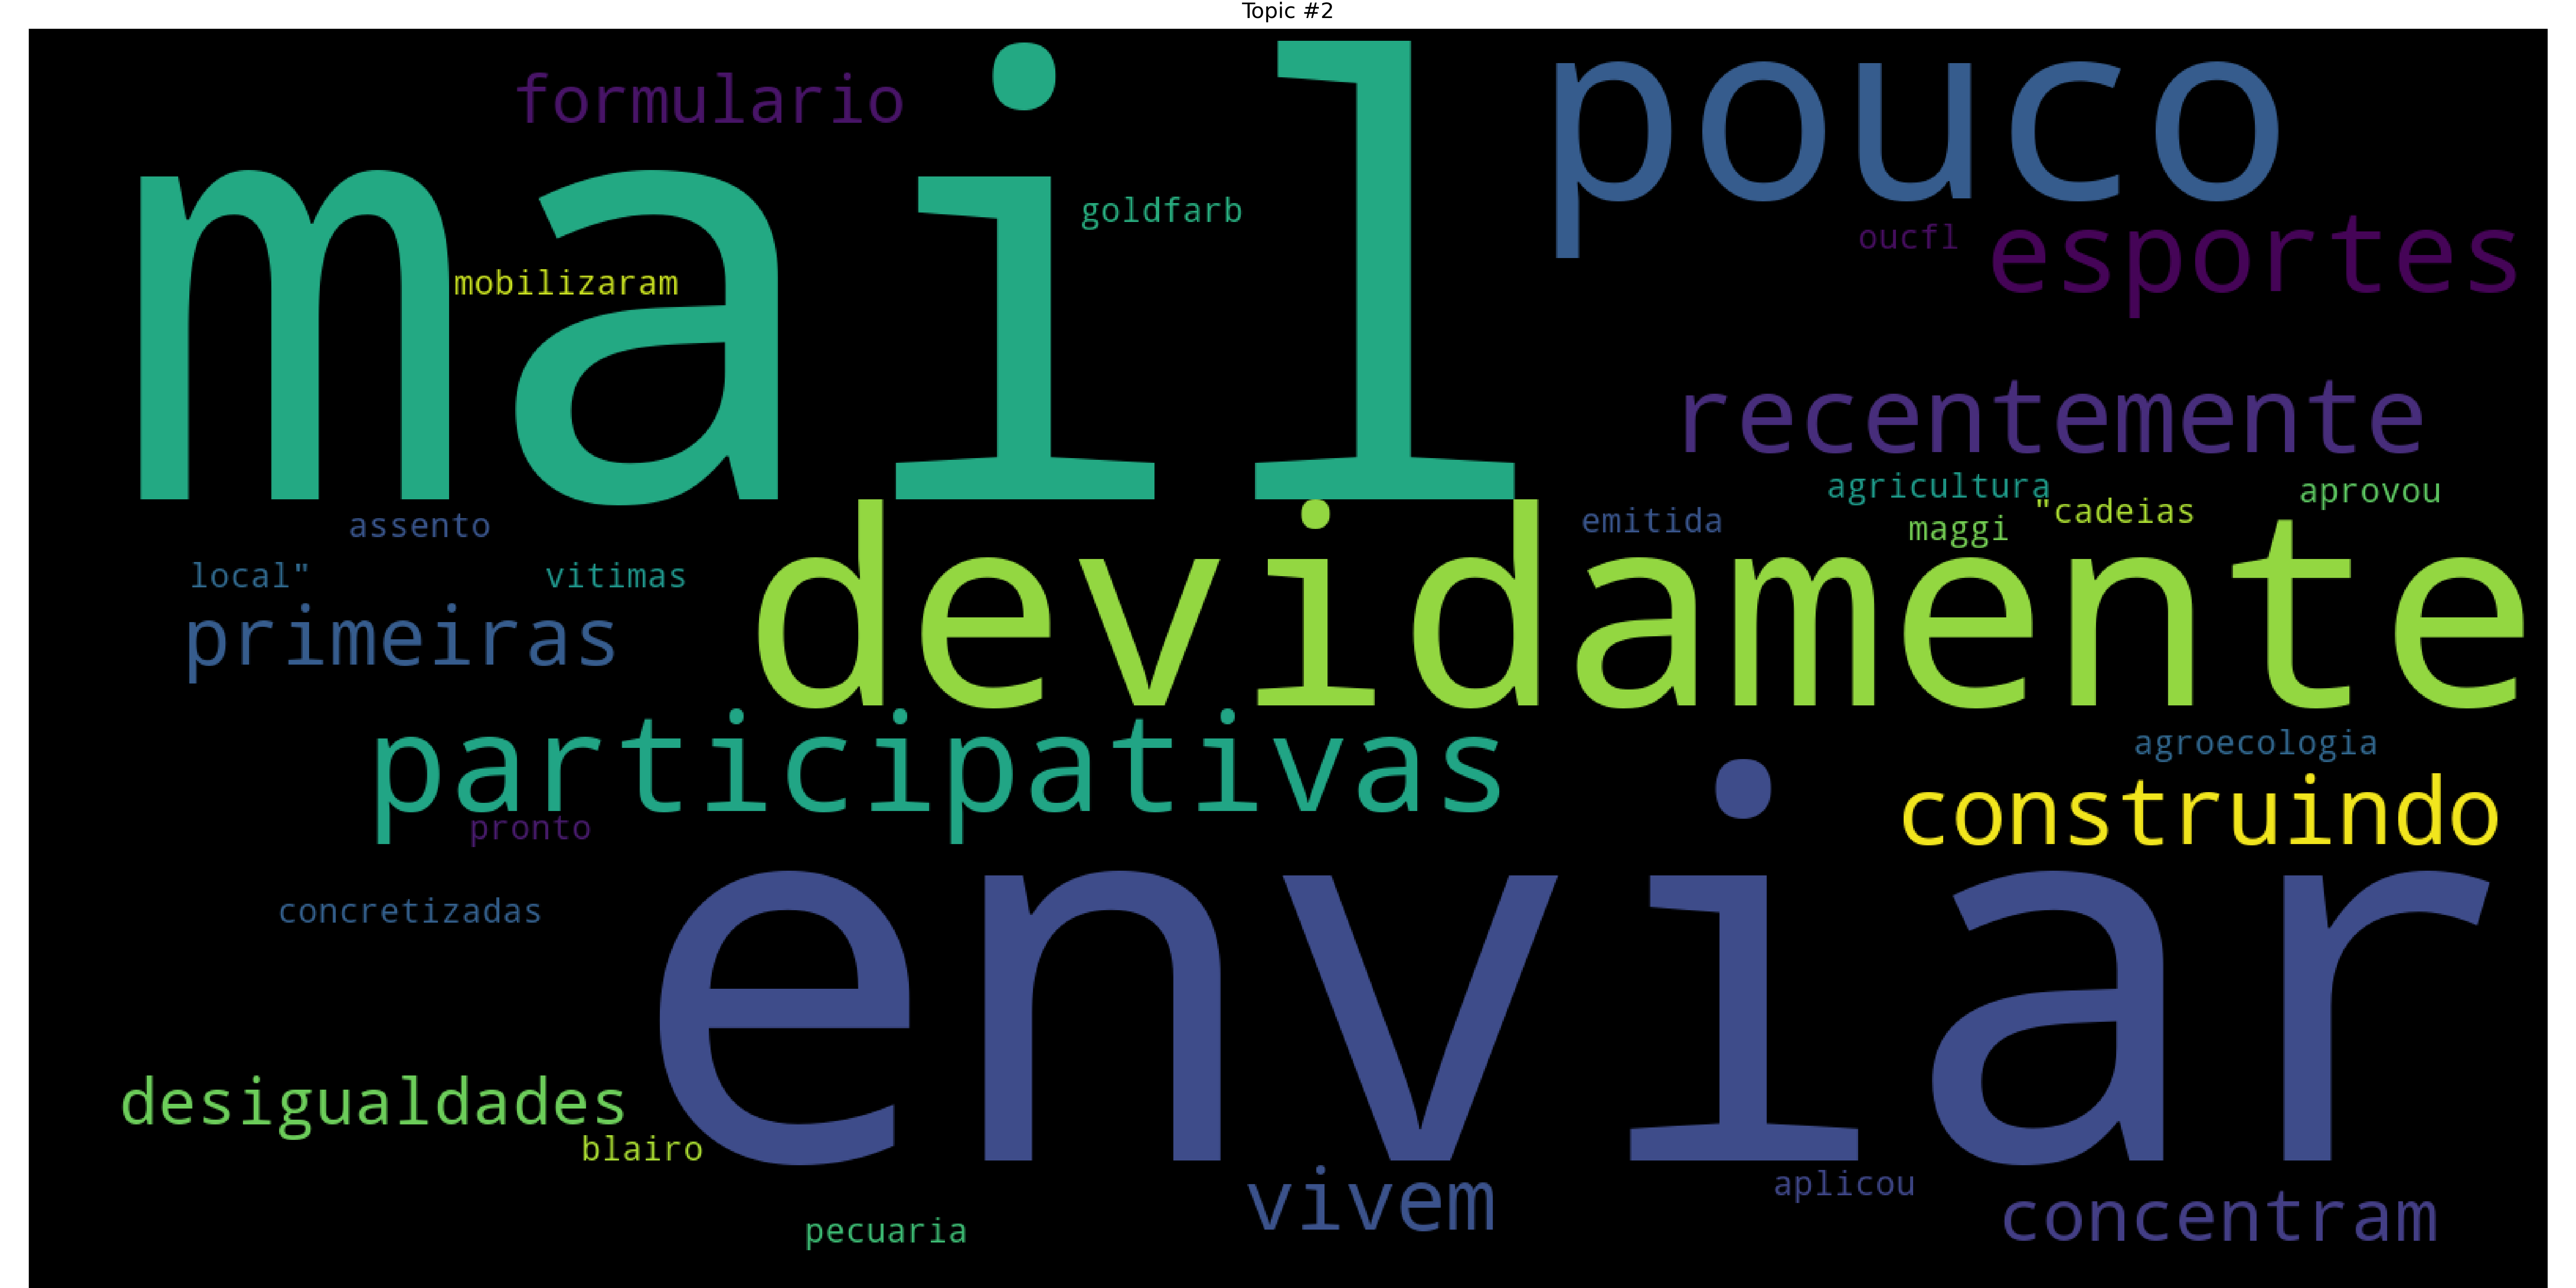 Topic #2
formulario
mail
pouco
goldfarb
oucfl
esportes
mobilizaram
recentemente
agricultura
"cadeias
aprovou
assento
emitida
maggi
local"
vitimas
devidamente
primeiras
participativas
agroecologia
pronto
construindo
concretizadas
enviar
desigualdades
blairo
vivem
aplicou
concentram
pecuaria